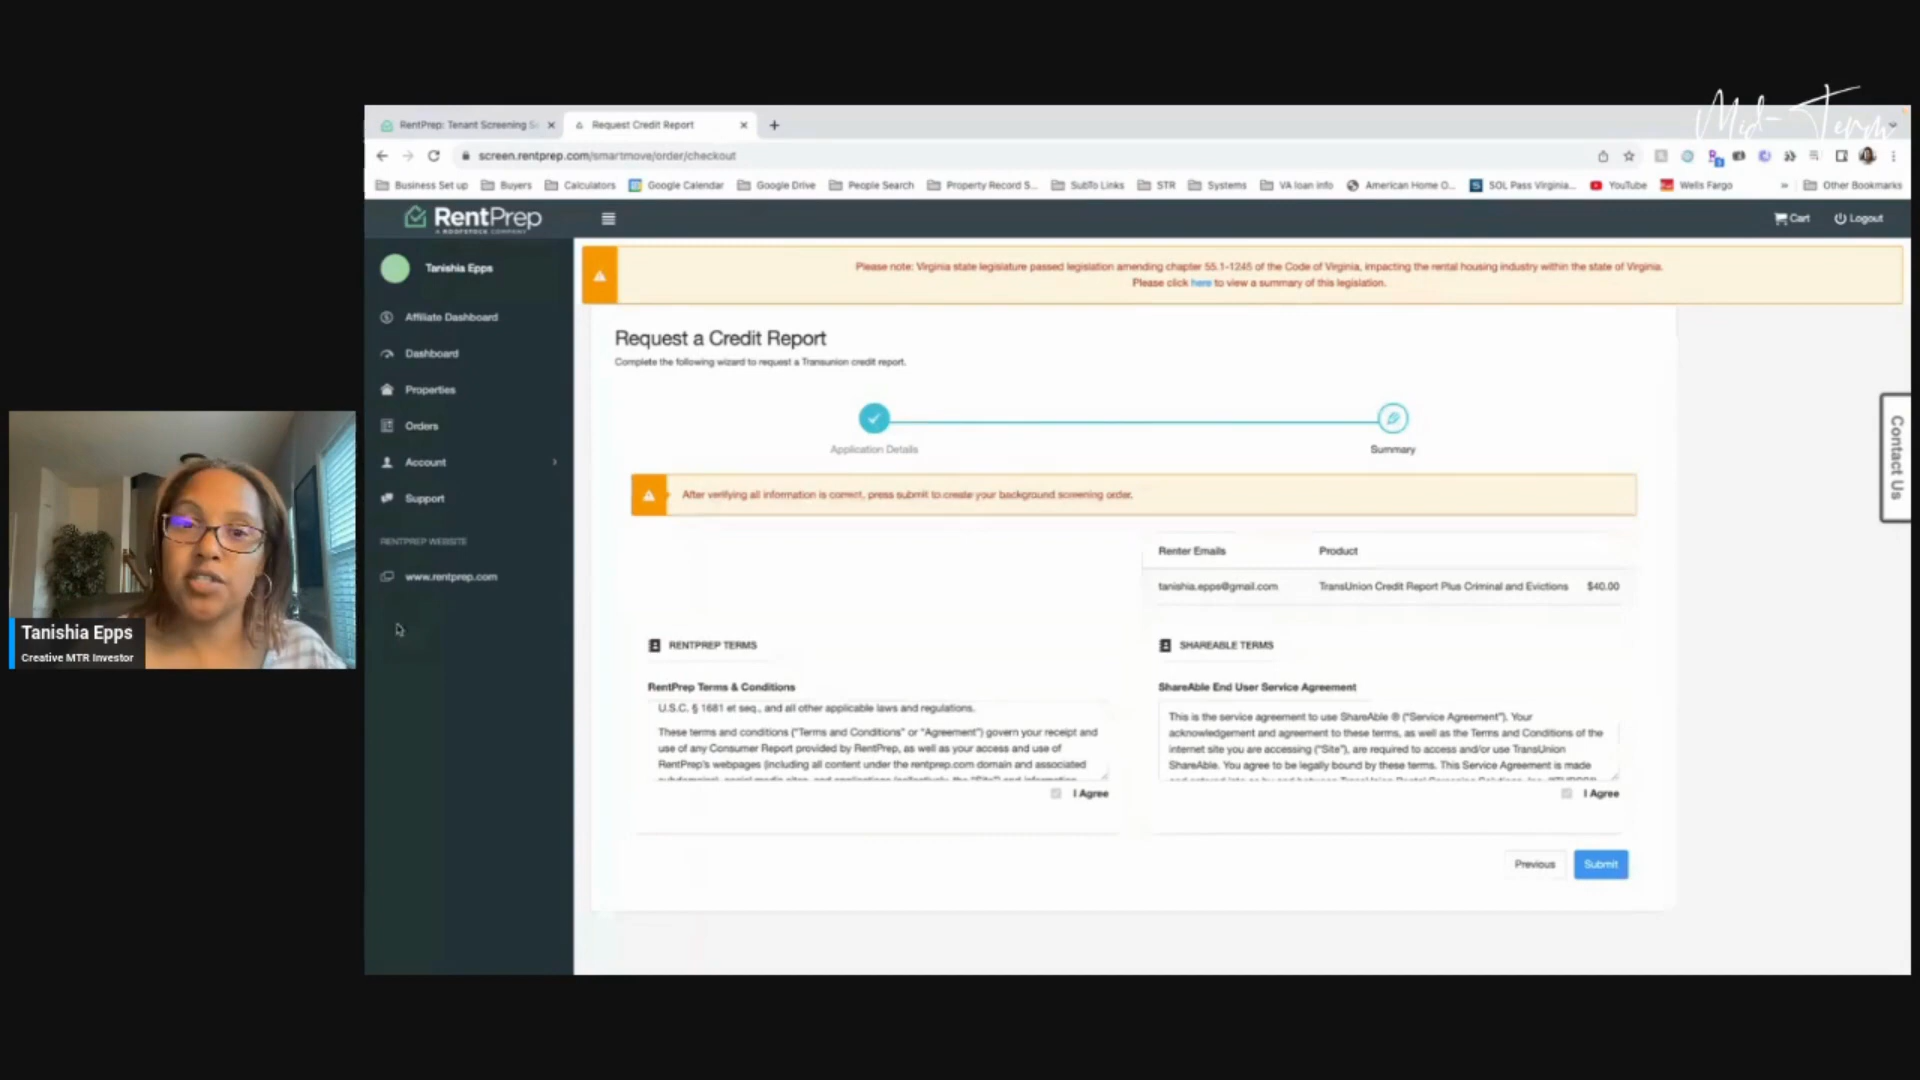 Mid-Term
RentPrep: Tenant Screening S
Request Credit Report
screen.rentprep.com/smartmove/order/checkout
Business Set up
Buyers
Calculators
Google Calendar
Google Drive
People Search
Property Record S...
SubTo Links
STR
Systems
VA loan info
American Home O...
SOL Pass Virginia...
YouTube
Wells Fargo
»
Other Bookmarks
RentPrep
A ROOFSTOCK COMPANY
Cart
Logout
Tanishia Epps
Affiliate Dashboard
Dashboard
Properties
Orders
Account
Support
RENTPREP WEBSITE
www.rentprep.com
Please note: Virginia state legislature passed legislation amending chapter 55.1-1245 of the Code of Virginia, impacting the rental housing industry within the state of Virginia.
Please click here to view a summary of this legislation.
Request a Credit Report
Complete the following wizard to request a Transunion credit report.
Application Details
Summary
After verifying all information is correct, press submit to create your background screening order.
Renter Emails Product
tanishia.epps@gmail.com TransUnion Credit Report Plus Criminal and Evictions $40.00
RENTPREP TERMS
RentPrep Terms & Conditions
U.S.C. § 1681 et seq., and all other applicable laws and regulations.
These terms and conditions ("Terms and Conditions" or "Agreement") govern your receipt and
use of any Consumer Report provided by RentPrep, as well as your access and use of
RentPrep's webpages (including all content under the rentprep.com domain and associated
I Agree
SHAREABLE TERMS
ShareAble End User Service Agreement
This is the service agreement to use ShareAble ® ("Service Agreement"). Your
acknowledgement and agreement to these terms, as well as the Terms and Conditions of the
internet site you are accessing ("Site"), are required to access and/or use TransUnion
ShareAble. You agree to be legally bound by these terms. This Service Agreement is made
I Agree
Previous
Submit
Contact Us
Tanishia Epps
Creative MTR Investor